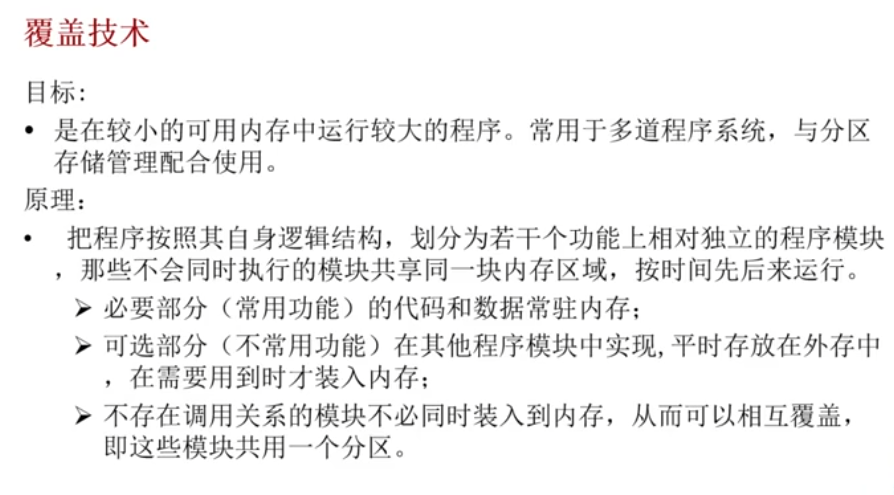 覆盖技术
目标:
• 是在较小的可用内存中运行较大的程序。常用于多道程序系统，与分区
存储管理配合使用。
原理：
• 把程序按照其自身逻辑结构，划分为若干个功能上相对独立的程序模块
，那些不会同时执行的模块共享同一块内存区域，按时间先后来运行。
➢ 必要部分（常用功能）的代码和数据常驻内存；
➢ 可选部分（不常用功能）在其他程序模块中实现,平时存放在外存中
，在需要用到时才装入内存；
➢ 不存在调用关系的模块不必同时装入到内存，从而可以相互覆盖，
即这些模块共用一个分区。